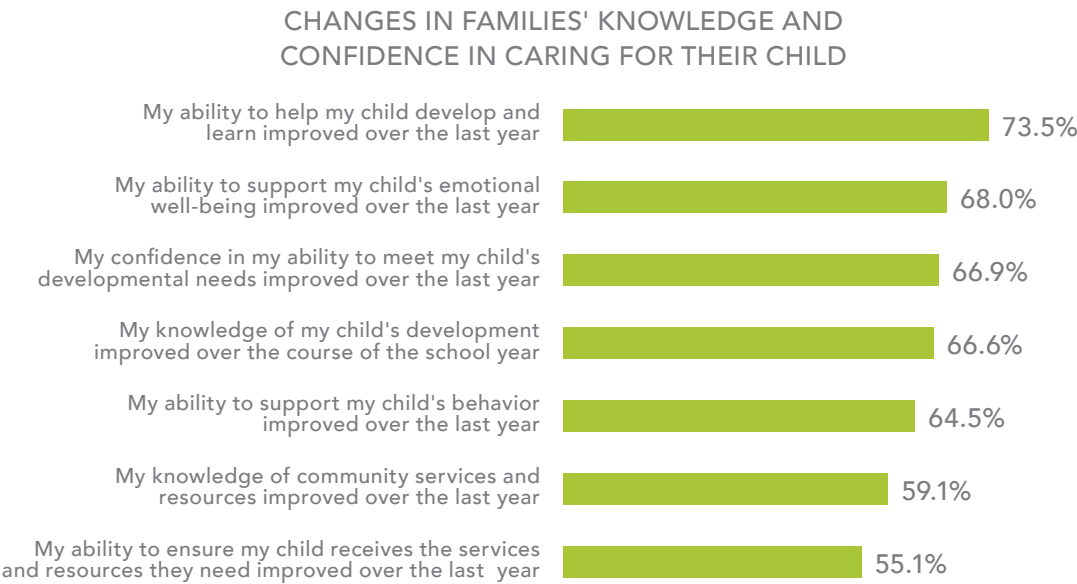 CHANGES IN FAMILIES' KNOWLEDGE AND
CONFIDENCE IN CARING FOR THEIR CHILD
My ability to help my child develop and
learn improved over the last year
73.5%
My ability to support my child's emotional
well-being improved over the last year
68.0%
My confidence in my ability to meet my child's
developmental needs improved over the last year
66.9%
My knowledge of my child's development
improved over the course of the school year
66.6%
My ability to support my child's behavior
improved over the last year
64.5%
My knowledge of community services and
resources improved over the last year
59.1%
My ability to ensure my child receives the services
and resources they need improved over the last  year
55.1%